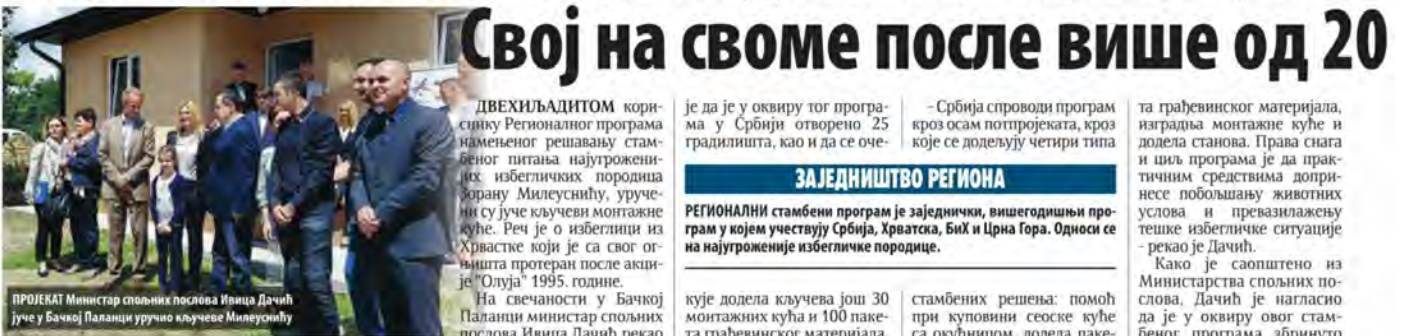 Свој на своме после више од 20
ДВЕХИЉАДИТОМ кори-
снику Регионалног програма
намењеног решавању стам-
беног питања најугрожени-
јих избегличких породица
Зорану Милеуснићу, уруче-
ни су јуче кључеви монтажне
куће. Реч је о избеглици из
Хрвастке који је са свог ог-
њишта протеран после акци-
је "Олуја" 1995. године.
На свечаности у Бачкој
Паланци министар спољних
послова Ивица Дачић рекао
је да је у оквиру тог програ-
ма у Србији отворено 25
градилишта, као и да се оче-
кује додела кључева још 30
монтажних кућа и 100 паке-
та грађевинског материјала.
- Србија спроводи програм
кроз осам потпројеката, кроз
које се додељују четири типа
стамбених решења: помоћ
при куповини сеоске куће
са окућницом, додела паке-
та грађевинског материјала,
изградња монтажне куће и
додела станова. Права снага
и циљ програма је да прак-
тичним средствима допри-
несе побољшању животних
услова и превазилажењу
тешке избегличке ситуације
- рекао је Дачић.
Како је саопштено из
Министарства спољних по-
слова, Дачић је нагласио
да је у оквиру овог стам-
беног програма збринуто
ЗАЈЕДНИШТВО РЕГИОНА
РЕГИОНАЛНИ стамбени програм је заједнички, вишегодишњи про-
грам у којем учествују Србија, Хрватска, БиХ и Црна Гора. Односи се
на најугроженије избегличке породице.
ПРОЈЕКАТ Министар спољних послова Ивица Дачић
јуче у Бачкој Паланци уручио кључеве Милеуснићу